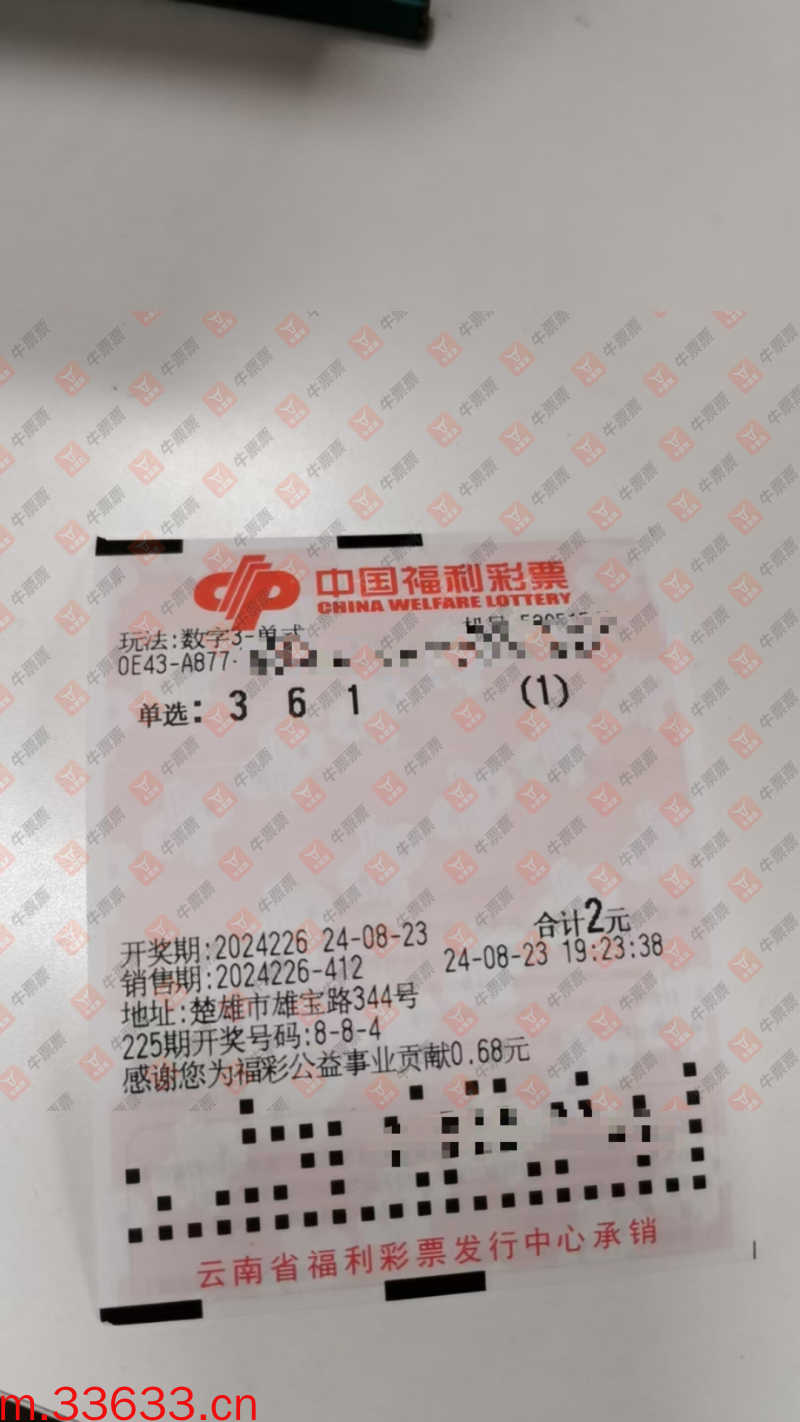 中国福利彩票
CHINA WELFARE LOTTERY
玩法:数字3-单式
0E43-A877-
单选: 3 6 1 (1)
合计2元
开奖期:2024226 24-08-23
销售期:2024226-412 24-08-23 19:23:38
地址:楚雄市雄宝路344号
225期开奖号码:8-8-4
感谢您为福彩公益事业贡献0.68元
云南省福利彩票发行中心承销
牛票票
m.33633.cn